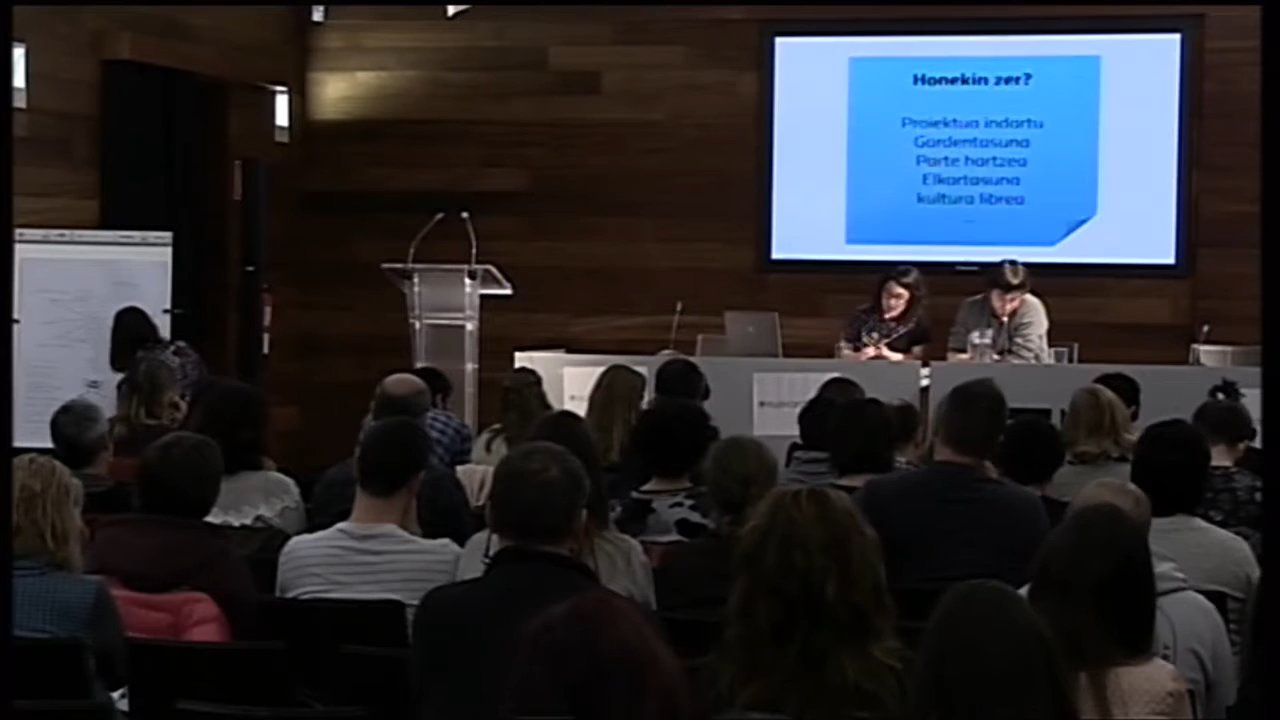 Honekin zer?
Proiektua indartu
Gardentasuna
Parte hartzea
Elkartasuna
kultura librea